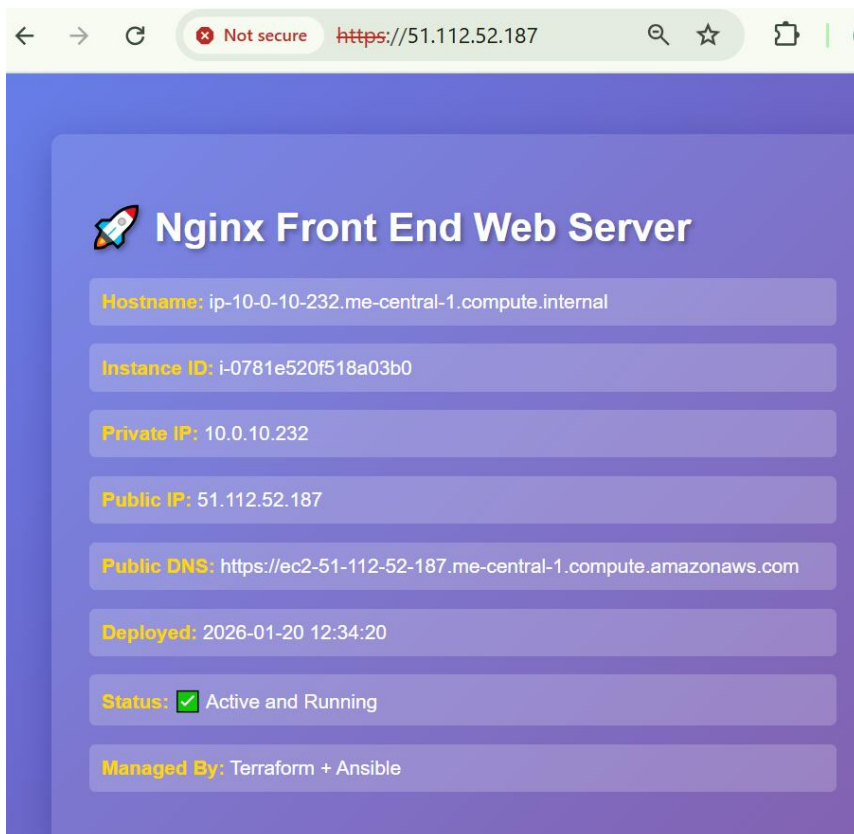 Not secure https://51.112.52.187
🚀 Nginx Front End Web Server
Hostname: ip-10-0-10-232.me-central-1.compute.internal
Instance ID: i-0781e520f518a03b0
Private IP: 10.0.10.232
Public IP: 51.112.52.187
Public DNS: https://ec2-51-112-52-187.me-central-1.compute.amazonaws.com
Deployed: 2026-01-20 12:34:20
Status: ✅ Active and Running
Managed By: Terraform + Ansible